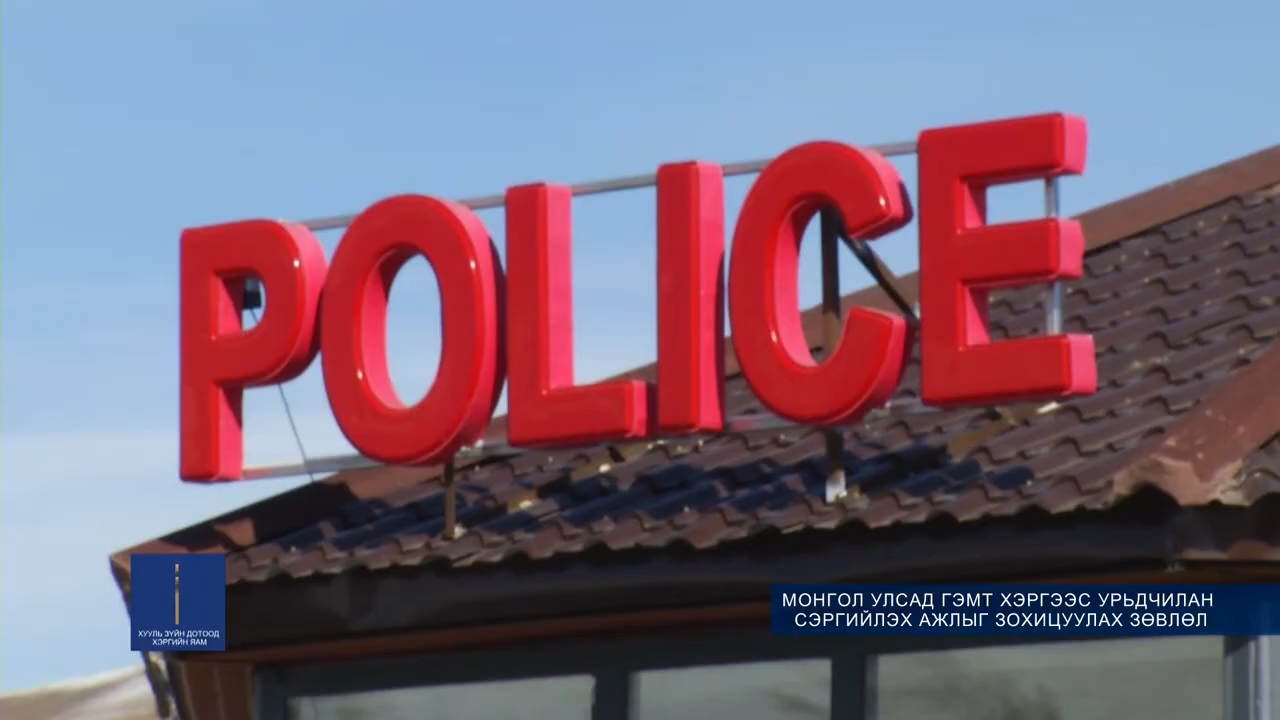 POLICE
МОНГОЛ УЛСАД ГЭМТ ХЭРГЭЭС УРЬДЧИЛАН
СЭРГИЙЛЭХ АЖЛЫГ ЗОХИЦУУЛАХ ЗӨВЛӨЛ
ХУУЛЬ ЗҮЙН ДОТООД
ХЭРГИЙН ЯАМ